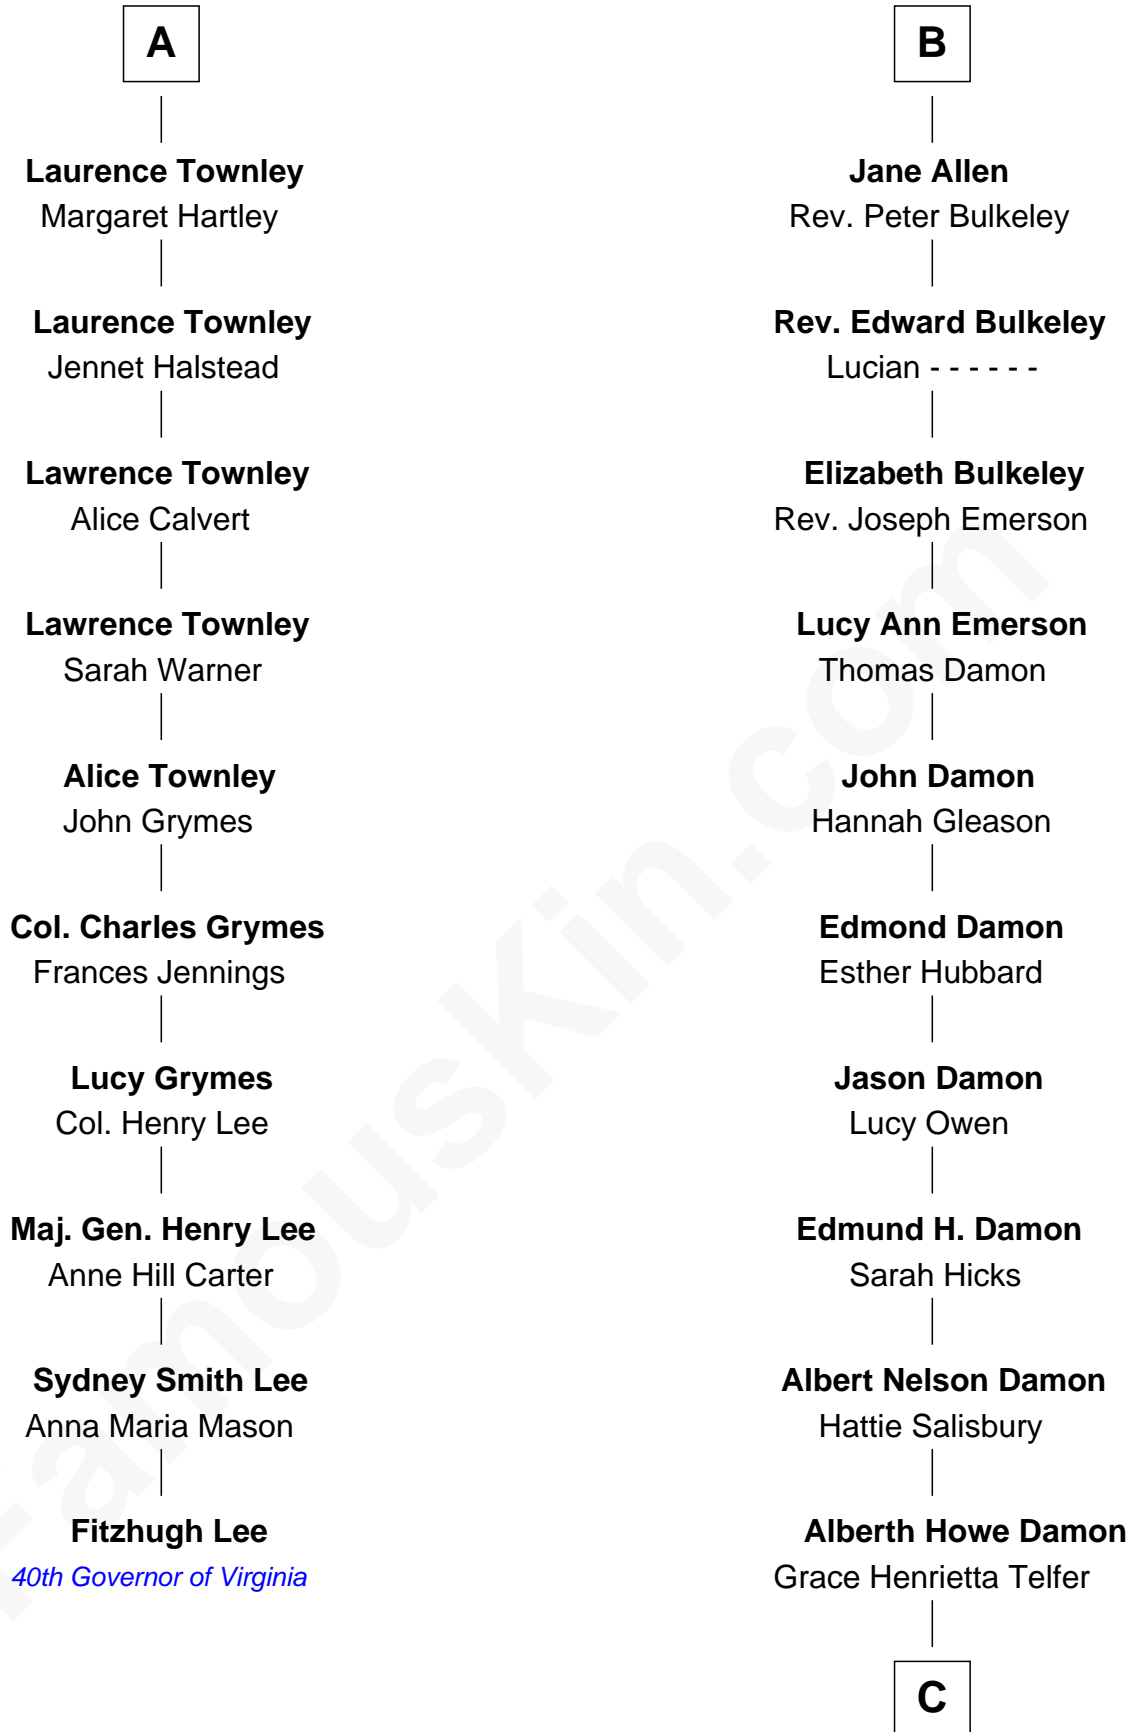 A
Laurence Townley
Margaret Hartley
Laurence Townley
Jennet Halstead
Lawrence Townley
Alice Calvert
Lawrence Townley
Sarah Warner
Alice Townley
John Grymes
Col. Charles Grymes
Frances Jennings
Lucy Grymes
Col. Henry Lee
Maj. Gen. Henry Lee
Anne Hill Carter
Sydney Smith Lee
Anna Maria Mason
Fitzhugh Lee
40th Governor of Virginia
B
Jane Allen
Rev. Peter Bulkeley
Rev. Edward Bulkeley
Lucian - - - - - -
Elizabeth Bulkeley
Rev. Joseph Emerson
Lucy Ann Emerson
Thomas Damon
John Damon
Hannah Gleason
Edmond Damon
Esther Hubbard
Jason Damon
Lucy Owen
Edmund H. Damon
Sarah Hicks
Albert Nelson Damon
Hattie Salisbury
Alberth Howe Damon
Grace Henrietta Telfer
C
FamousKin.com